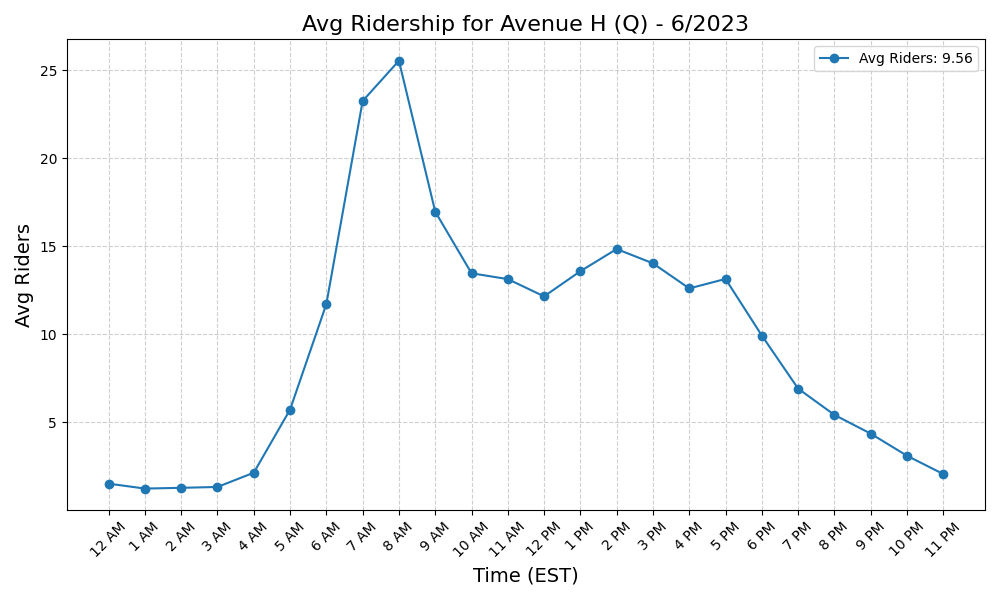 Avg Ridership for Avenue H (Q) - 6/2023
Avg Riders: 9.56
Avg Riders
25
20
15
10
5
12 AM
1 AM
2 AM
3 AM
4 AM
5 AM
6 AM
7 AM
8 AM
9 AM
10 AM
11 AM
12 PM
1 PM
2 PM
3 PM
4 PM
5 PM
6 PM
7 PM
8 PM
9 PM
10 PM
11 PM
Time (EST)